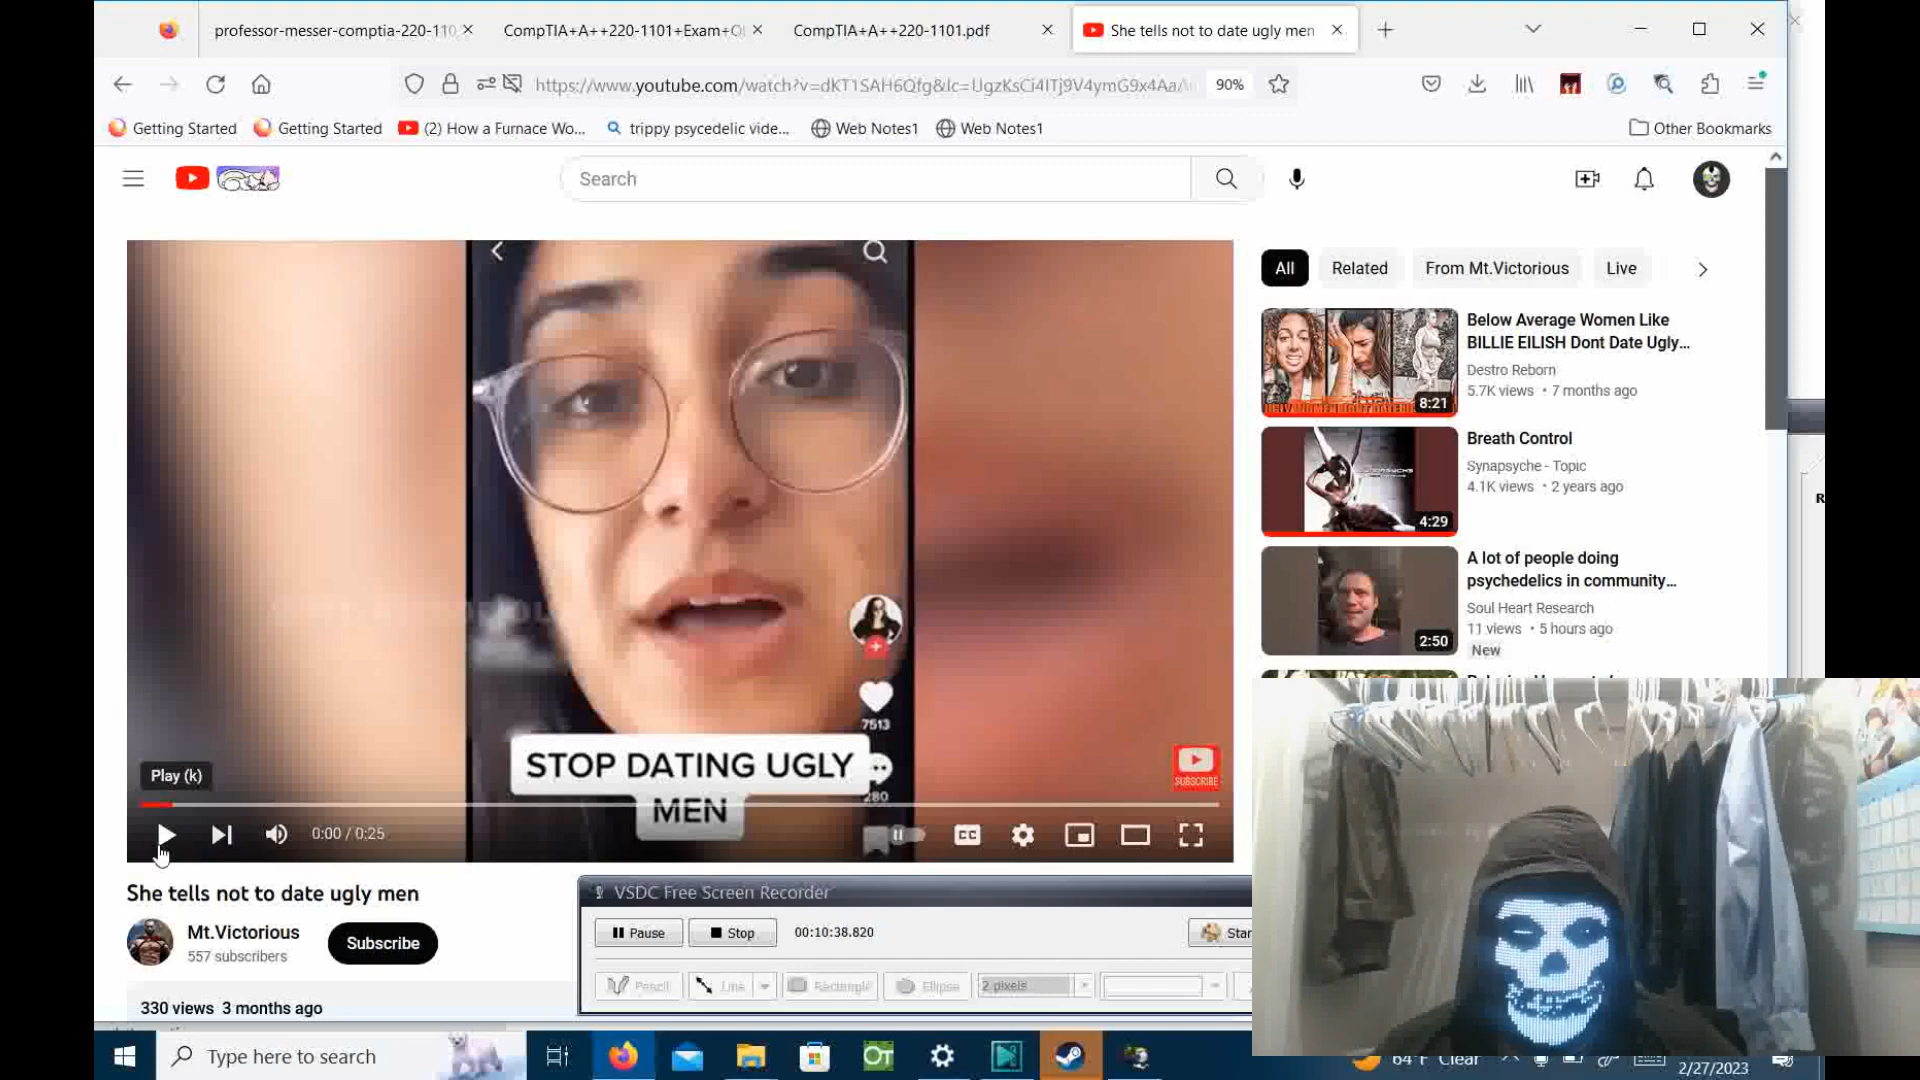 professor-messer-comptia-220-110
CompTIA+A++220-1101+Exam+O
CompTIA+A++220-1101.pdf
She tells not to date ugly men
https://www.youtube.com/watch?v=dKT1SAH6Qfg&lc=UgzKsCi4ITj9V4ymG9x4Aa
90%
Getting Started
Getting Started
(2) How a Furnace Wo...
trippy psycedelic vide...
Web Notes1
Web Notes1
Other Bookmarks
Search
All
Related
From Mt.Victorious
Live
Below Average Women Like
BILLIE EILISH Dont Date Ugly...
Destro Reborn
5.7K views • 7 months ago
8:21
Breath Control
Synapsyche - Topic
4.1K views • 2 years ago
4:29
A lot of people doing
psychedelics in community...
Soul Heart Research
11 views • 5 hours ago
New
2:50
7513
280
STOP DATING UGLY
MEN
SUBSCRIBE
Play (k)
0:00 / 0:25
CC
She tells not to date ugly men
Mt.Victorious
557 subscribers
Subscribe
330 views 3 months ago
VSDC Free Screen Recorder
Pause
Stop
00:10:38.820
Star
Pencil
Line
Rectangle
Ellipse
2 pixels
Type here to search
OT
64°F Clear
2/27/2023
R